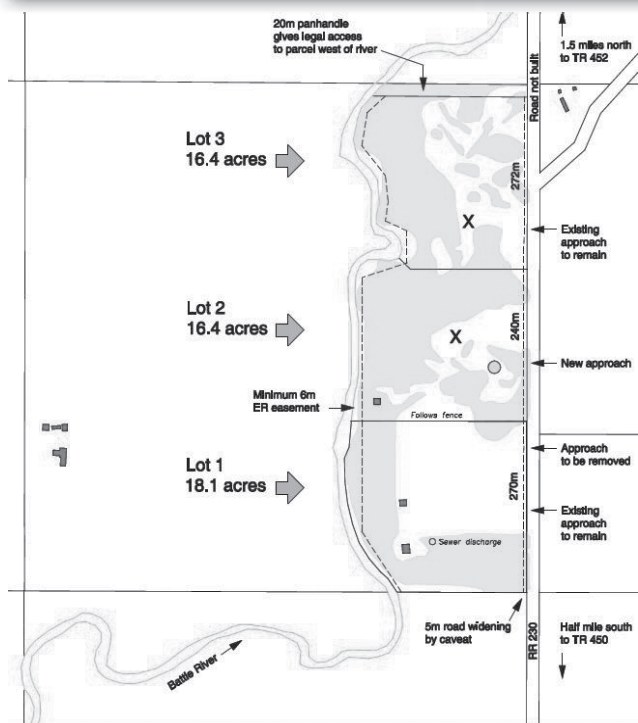 20m panhandle
gives legal access
to parcel west of river
1.5 miles north
to TR 452
Road not built
Lot 3
16.4 acres
272m
X
Existing
approach
to remain
Lot 2
16.4 acres
240m
X
New approach
Minimum 6m
ER easement
Follows fence
Approach
to be removed
Lot 1
18.1 acres
270m
Existing
approach
to remain
Sewer discharge
5m road widening
by caveat
RR 230
Half mile south
to TR 450
Battle River